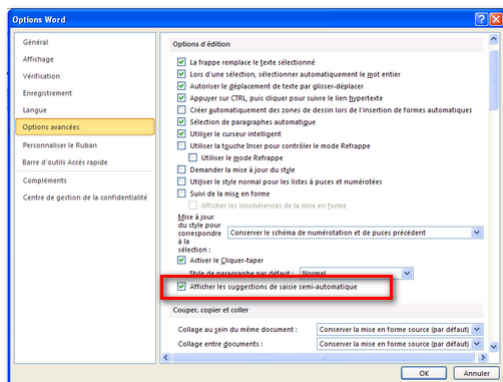 Options Word
Général
Affichage
Vérification
Enregistrement
Langue
Options avancées
Personnaliser le Ruban
Barre d'outils Accès rapide
Compléments
Centre de gestion de la confidentialité
Options d'édition
La frappe remplace le texte sélectionné
Lors d'une sélection, sélectionner automatiquement le mot entier
Autoriser le déplacement de texte par glisser-déplacer
Appuyer sur CTRL, puis cliquer pour suivre le lien hypertexte
Créer automatiquement des zones de dessin lors de l'insertion de formes automatiques
Sélection de paragraphes automatique
Utiliser le curseur intelligent
Utiliser la touche Inser pour contrôler le mode Refrappe
Utiliser le mode Refrappe
Demander la mise à jour du style
Utiliser le style normal pour les listes à puces et numérotées
Suivi de la mise en forme
Afficher les incohérences de la mise en forme
Mise à jour
du style pour
correspondre
à la
sélection :
Conserver le schéma de numérotation et de puces précédent
Activer le Cliquer-taper
Style de paragraphe par défaut : Normal
Afficher les suggestions de saisie semi-automatique
Couper, copier et coller
Collage au sein du même document : Conserver la mise en forme source (par défaut)
Collage entre documents : Conserver la mise en forme source (par défaut)
OK
Annuler